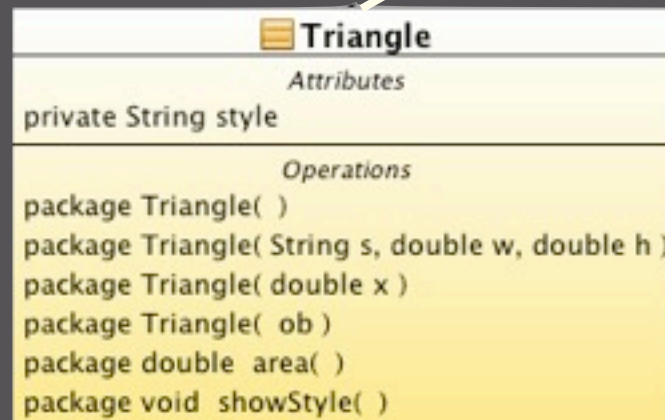 Triangle
Attributes
private String style
Operations
package Triangle( )
package Triangle( String s, double w, double h )
package Triangle( double x )
package Triangle(  ob )
package double  area( )
package void  showStyle( )